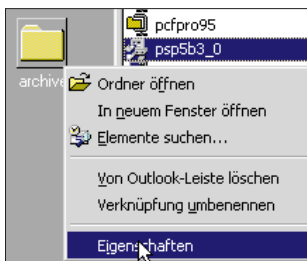 pcfpro95
psp5b3_0
archive
Ordner öffnen
In neuem Fenster öffnen
Elemente suchen...
Von Outlook-Leiste löschen
Verknüpfung umbenennen
Eigenschaften